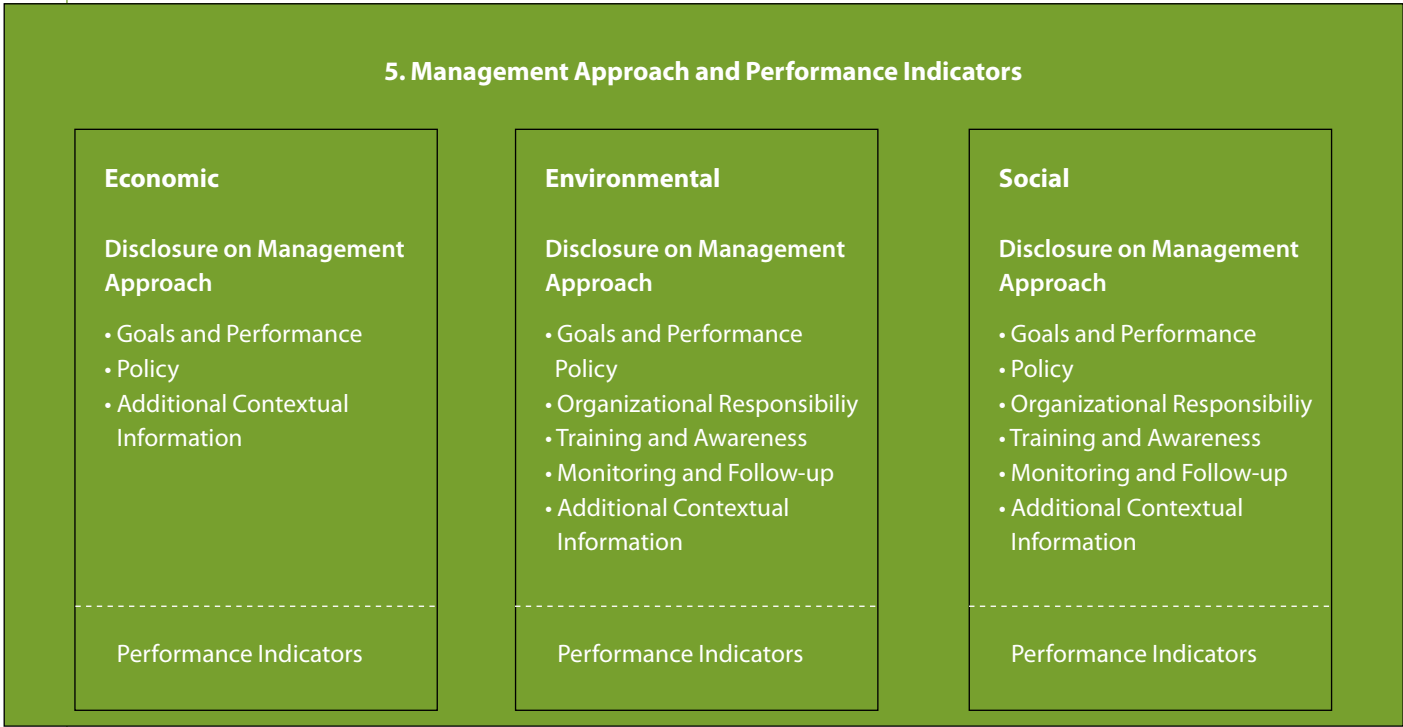 5. Management Approach and Performance Indicators
Economic
Disclosure on Management
Approach
• Goals and Performance
• Policy
• Additional Contextual
Information
Performance Indicators
Environmental
Disclosure on Management
Approach
• Goals and Performance
Policy
• Organizational Responsibiliy
• Training and Awareness
• Monitoring and Follow-up
• Additional Contextual
Information
Performance Indicators
Social
Disclosure on Management
Approach
• Goals and Performance
• Policy
• Organizational Responsibiliy
• Training and Awareness
• Monitoring and Follow-up
• Additional Contextual
Information
Performance Indicators